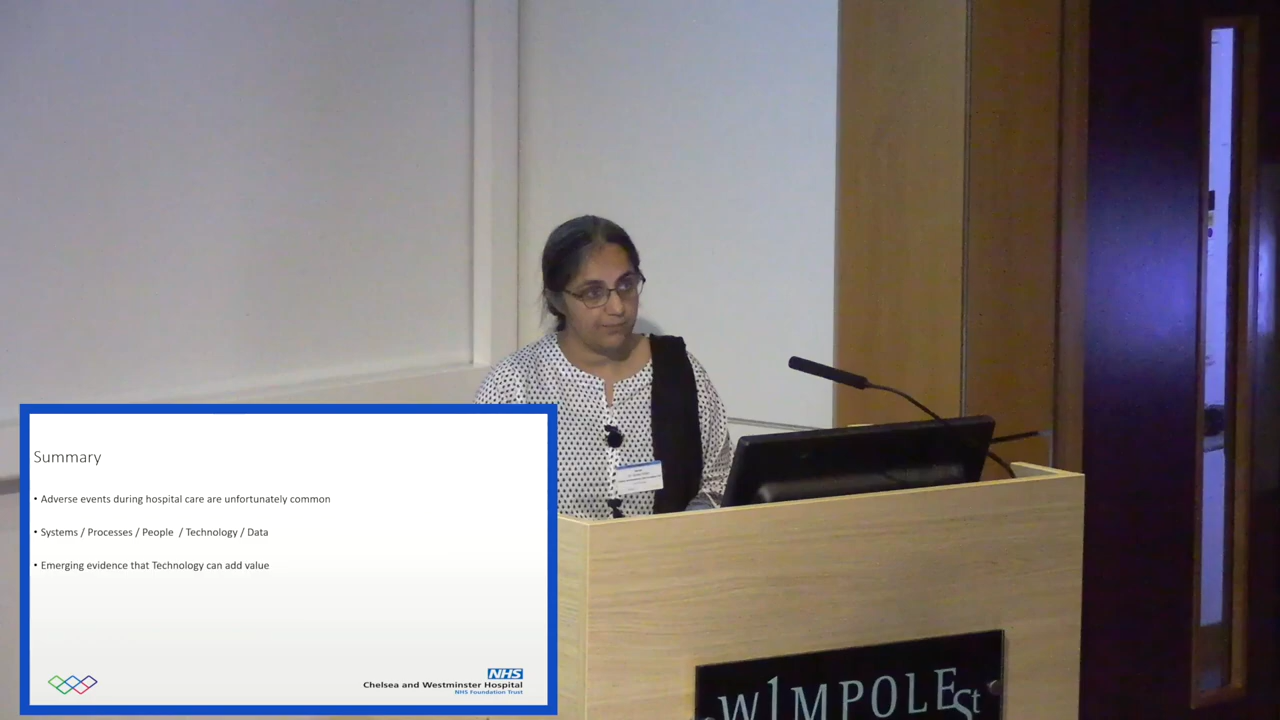 Summary
• Adverse events during hospital care are unfortunately common
• Systems / Processes / People / Technology / Data
• Emerging evidence that Technology can add value
NHS
Chelsea and Westminster Hospital
NHS Foundation Trust
W1MPOLE St